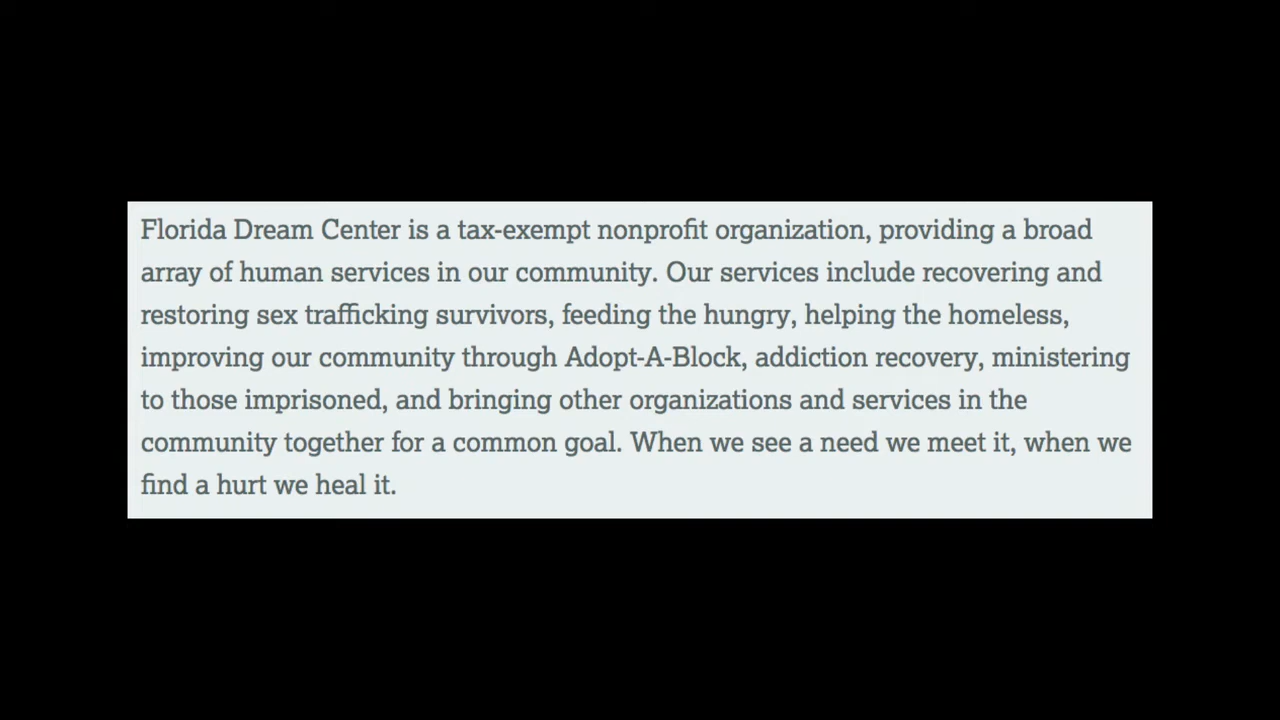 Florida Dream Center is a tax-exempt nonprofit organization, providing a broad
array of human services in our community. Our services include recovering and
restoring sex trafficking survivors, feeding the hungry, helping the homeless,
improving our community through Adopt-A-Block, addiction recovery, ministering
to those imprisoned, and bringing other organizations and services in the
community together for a common goal. When we see a need we meet it, when we
find a hurt we heal it.